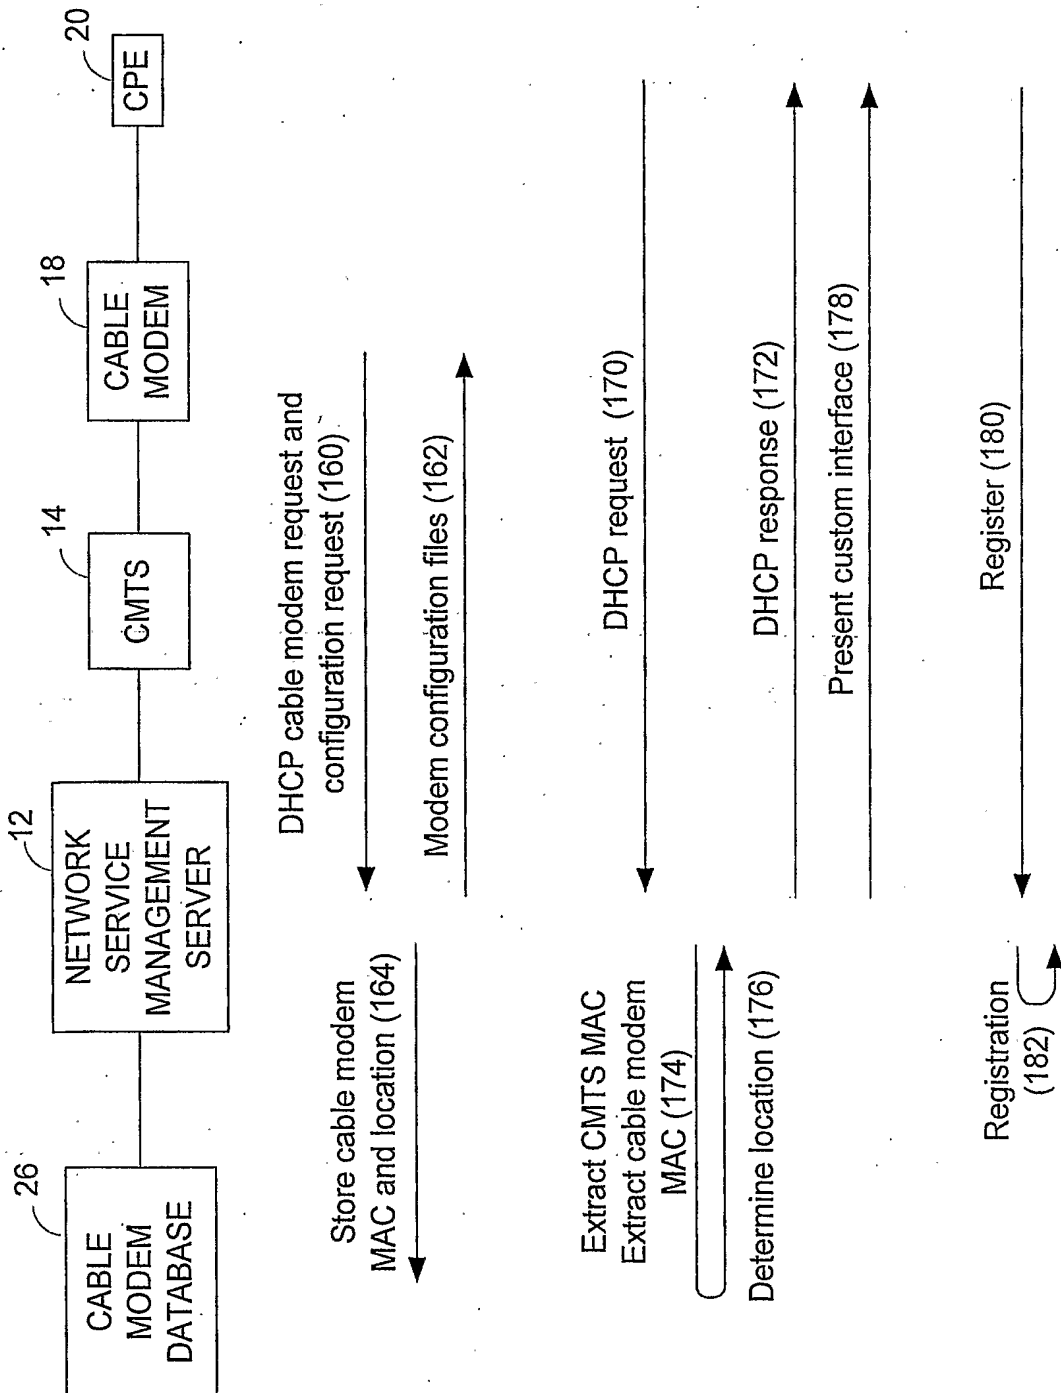 26
CABLE
MODEM
DATABASE
12
NETWORK
SERVICE
MANAGEMENT
SERVER
14
CMTS
18
CABLE
MODEM
20
CPE
DHCP cable modem request and
configuration request (160)
Modem configuration files (162)
Store cable modem
MAC and location (164)
DHCP request (170)
Extract CMTS MAC
Extract cable modem
MAC (174)
Determine location (176)
DHCP response (172)
Present custom interface (178)
Register (180)
Registration
(182)